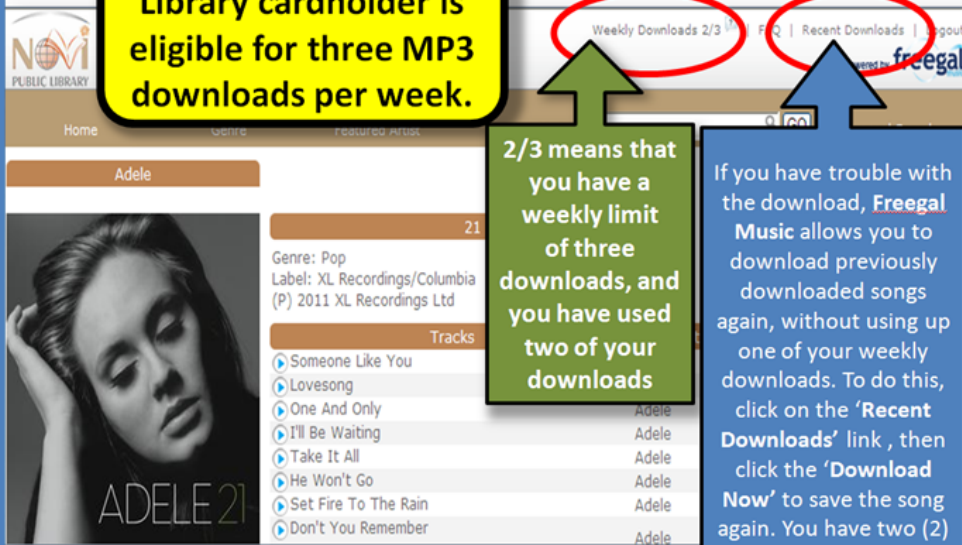 Library cardholder is
eligible for three MP3
downloads per week.
Weekly Downloads 2/3 | FAQ | Recent Downloads | Logout
NOVI
PUBLIC LIBRARY
powered by freegal
Home Genre Featured Artist
GO
Adele
21
Genre: Pop
Label: XL Recordings/Columbia
(P) 2011 XL Recordings Ltd
Tracks
Someone Like You
Lovesong
One And Only Adele
I'll Be Waiting Adele
Take It All Adele
He Won't Go Adele
Set Fire To The Rain Adele
Don't You Remember Adele
ADELE 21
2/3 means that
you have a
weekly limit
of three
downloads, and
you have used
two of your
downloads
If you have trouble with
the download, Freegal
Music allows you to
download previously
downloaded songs
again, without using up
one of your weekly
downloads. To do this,
click on the ‘Recent
Downloads’ link , then
click the ‘Download
Now’ to save the song
again. You have two (2)